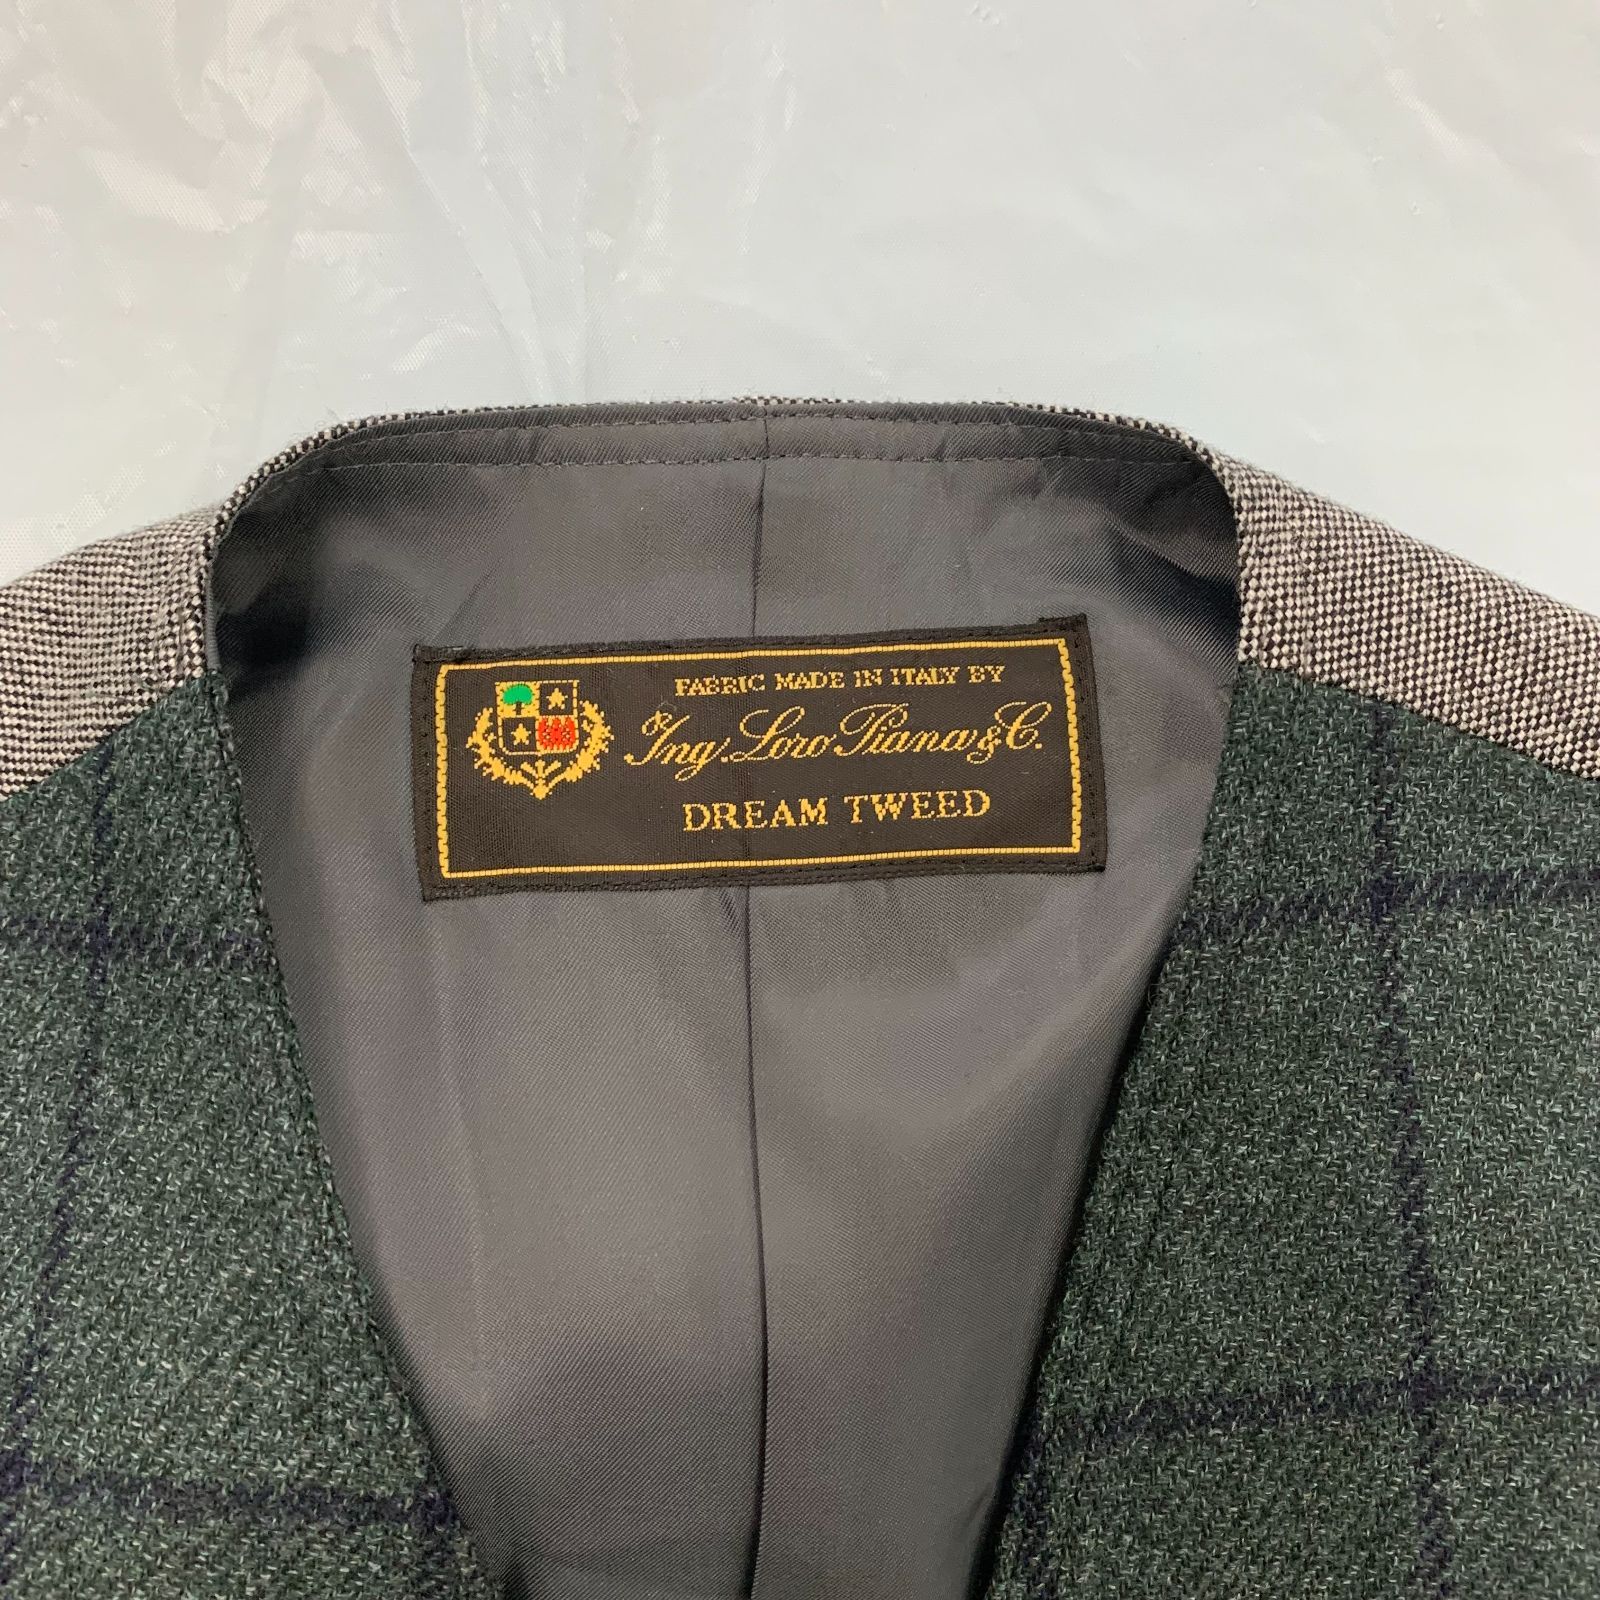 FABRIC MADE IN ITALY BY
Ing. Loro Piana & C.
DREAM TWEED